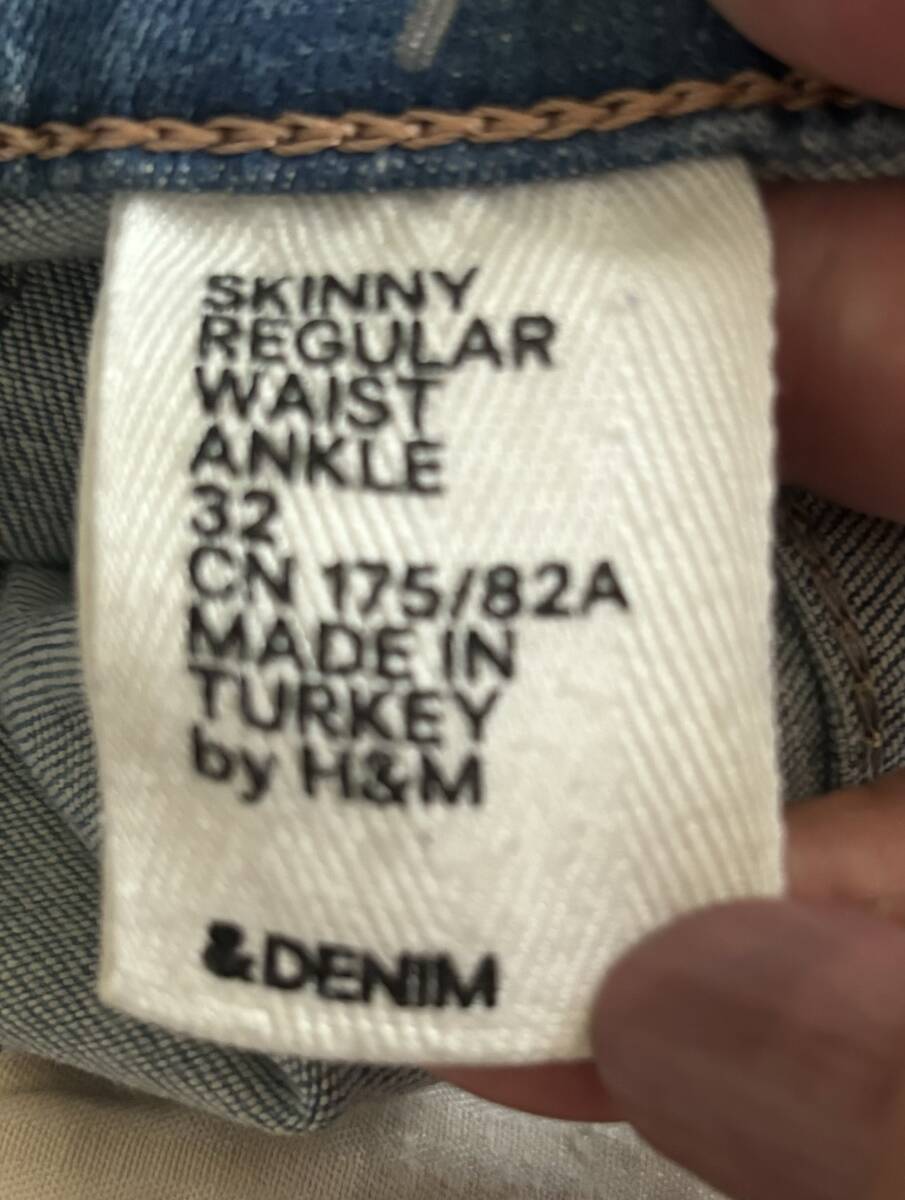 SKINNY
REGULAR
WAIST
ANKLE
32
CN 175/82A
MADE IN
TURKEY
by H&M
&DENIM